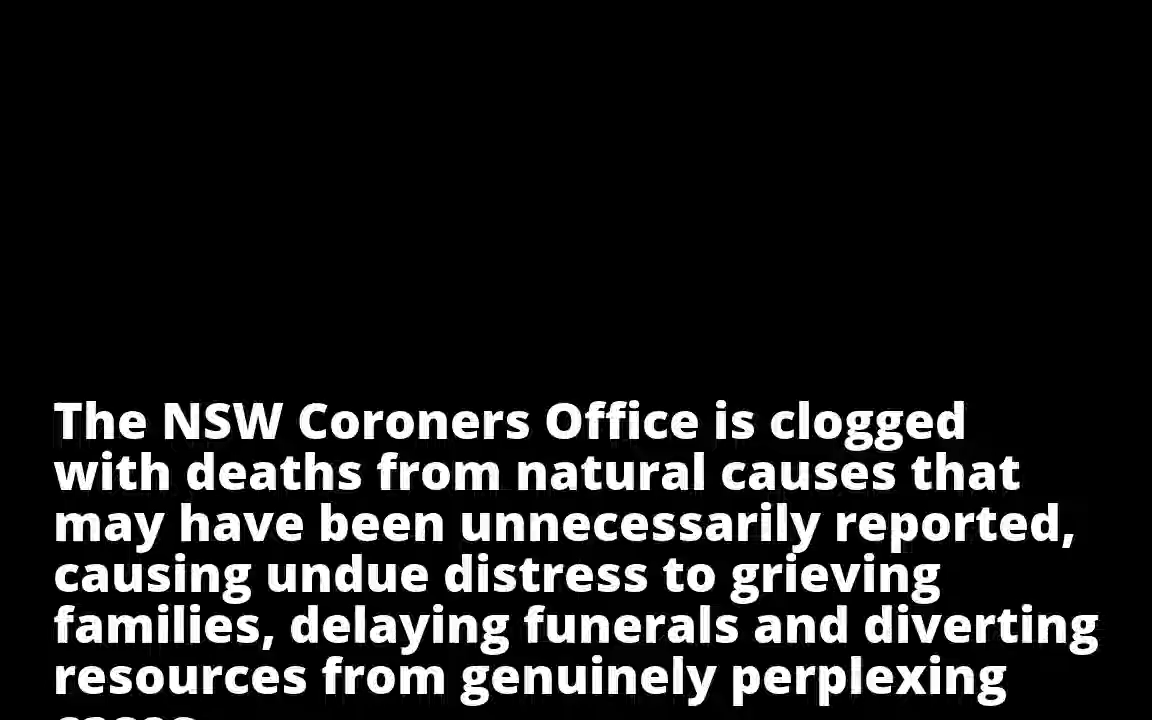 The NSW Coroners Office is clogged
with deaths from natural causes that
may have been unnecessarily reported,
causing undue distress to grieving
families, delaying funerals and diverting
resources from genuinely perplexing